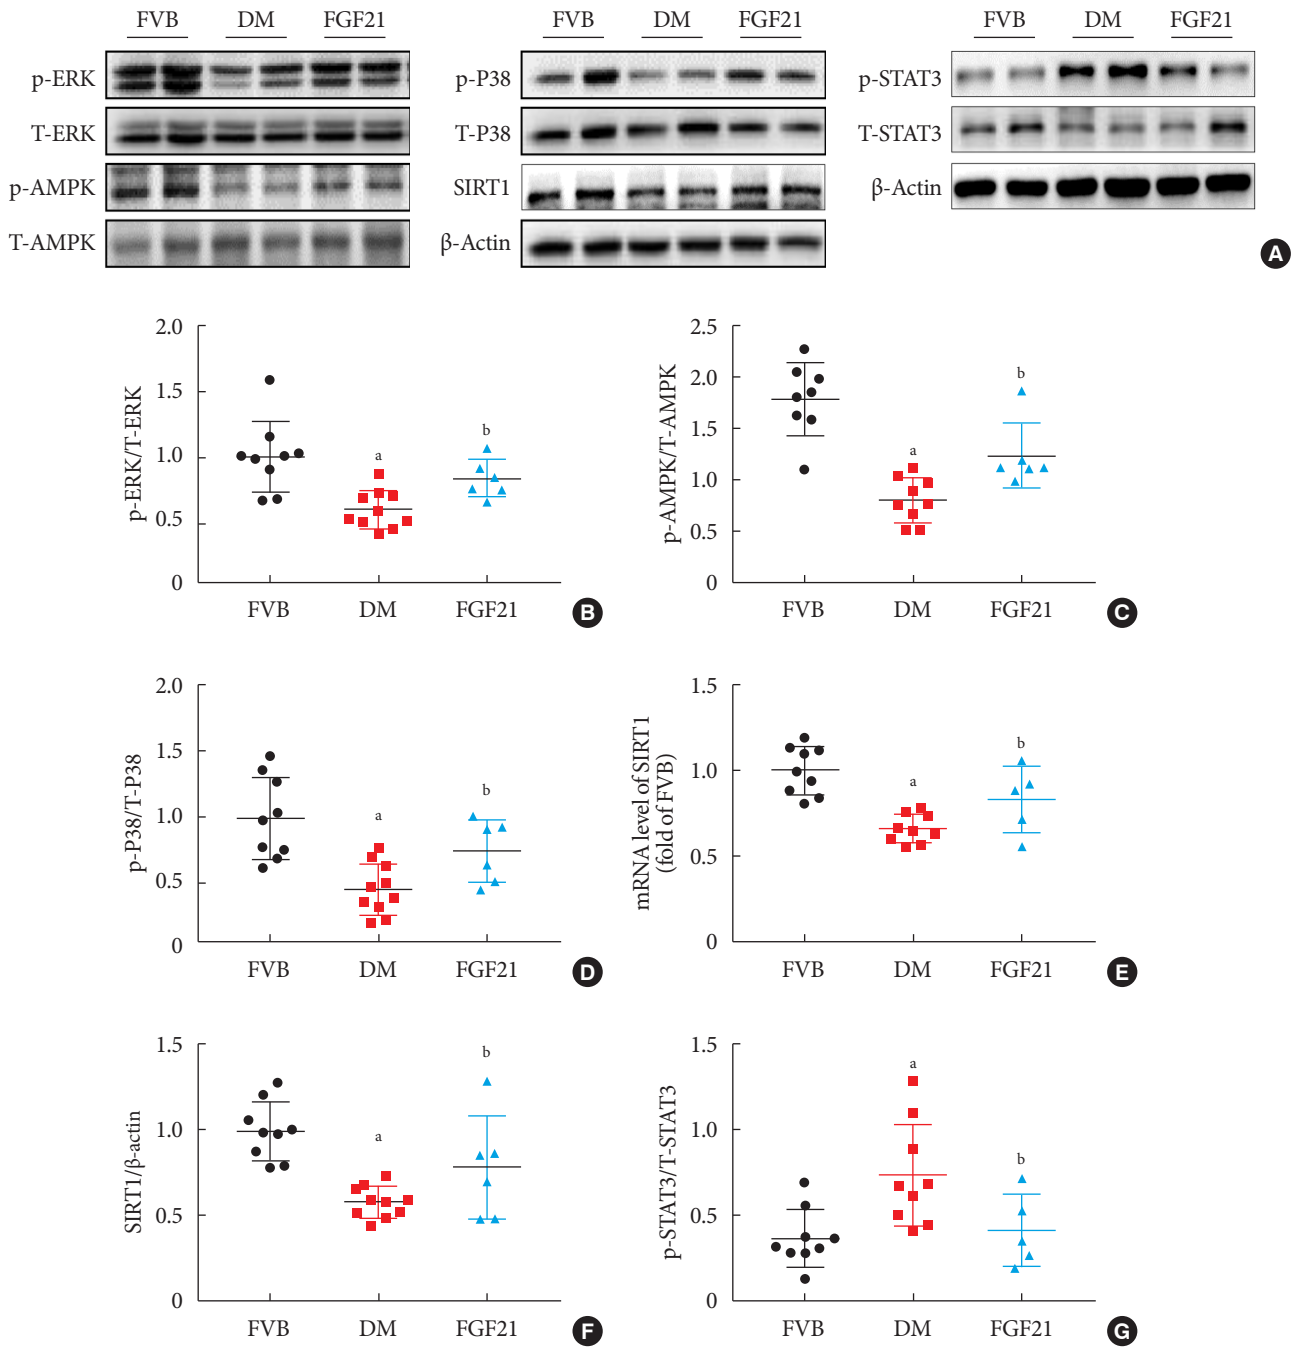 FVB DM FGF21
p-ERK
T-ERK
p-AMPK
T-AMPK
FVB DM FGF21
p-P38
T-P38
SIRT1
β-Actin
FVB DM FGF21
p-STAT3
T-STAT3
β-Actin
A
p-ERK/T-ERK
2.0
1.5
1.0
0.5
0
a
b
FVB DM FGF21
B
p-AMPK/T-AMPK
2.5
2.0
1.5
1.0
0.5
0
a
b
FVB DM FGF21
C
p-P38/T-P38
2.0
1.5
1.0
0.5
0
a
b
FVB DM FGF21
D
mRNA level of SIRT1
(fold of FVB)
1.5
1.0
0.5
0
a
b
FVB DM FGF21
E
SIRT1/β-actin
1.5
1.0
0.5
0
a
b
FVB DM FGF21
F
p-STAT3/T-STAT3
1.5
1.0
0.5
0
a
b
FVB DM FGF21
G